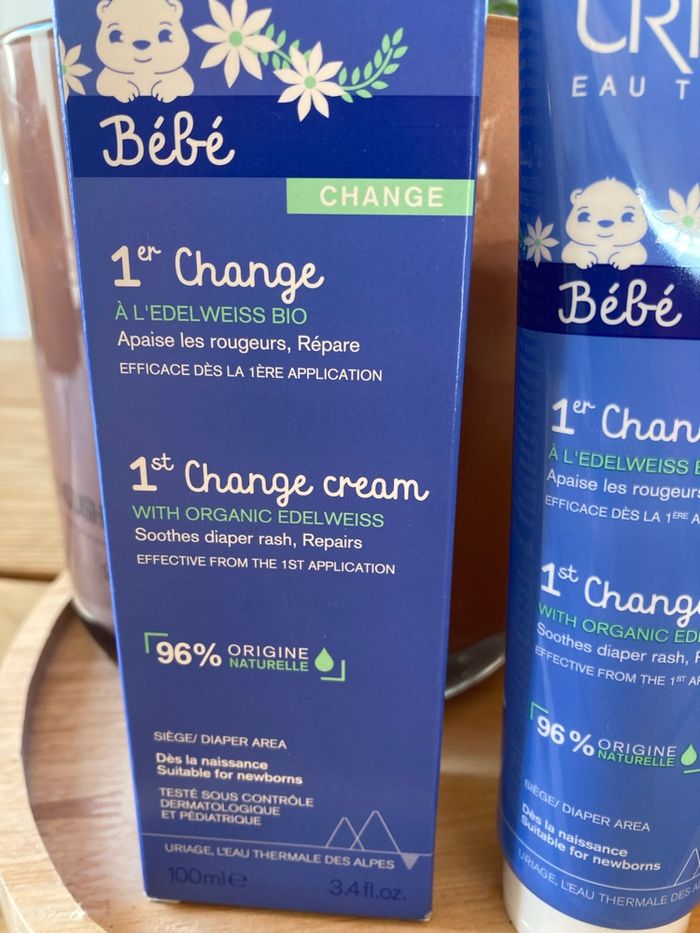 Bébé
CHANGE
1er Change
À L'EDELWEISS BIO
Apaise les rougeurs, Répare
EFFICACE DÈS LA 1ÈRE APPLICATION
1st Change cream
WITH ORGANIC EDELWEISS
Soothes diaper rash, Repairs
EFFECTIVE FROM THE 1ST APPLICATION
96% ORIGINE
NATURELLE
SIÈGE/ DIAPER AREA
Dès la naissance
Suitable for newborns
TESTÉ SOUS CONTRÔLE
DERMATOLOGIQUE
ET PÉDIATRIQUE
URIAGE, L'EAU THERMALE DES ALPES
100ml℮ 3.4fl.oz.
EAU
Bébé
1er Chan
À L'EDELWEISS
Apaise les rougeurs
EFFICACE DÈS LA 1ÈRE
1st Chang
WITH ORGANIC
Soothes diaper rash,
EFFECTIVE FROM THE 1ST
96% ORIGINE
NATURELLE
SIÈGE/ DIAPER AREA
Dès la naissance
Suitable for newborns
URIAGE, L'EAU THERMALE DES